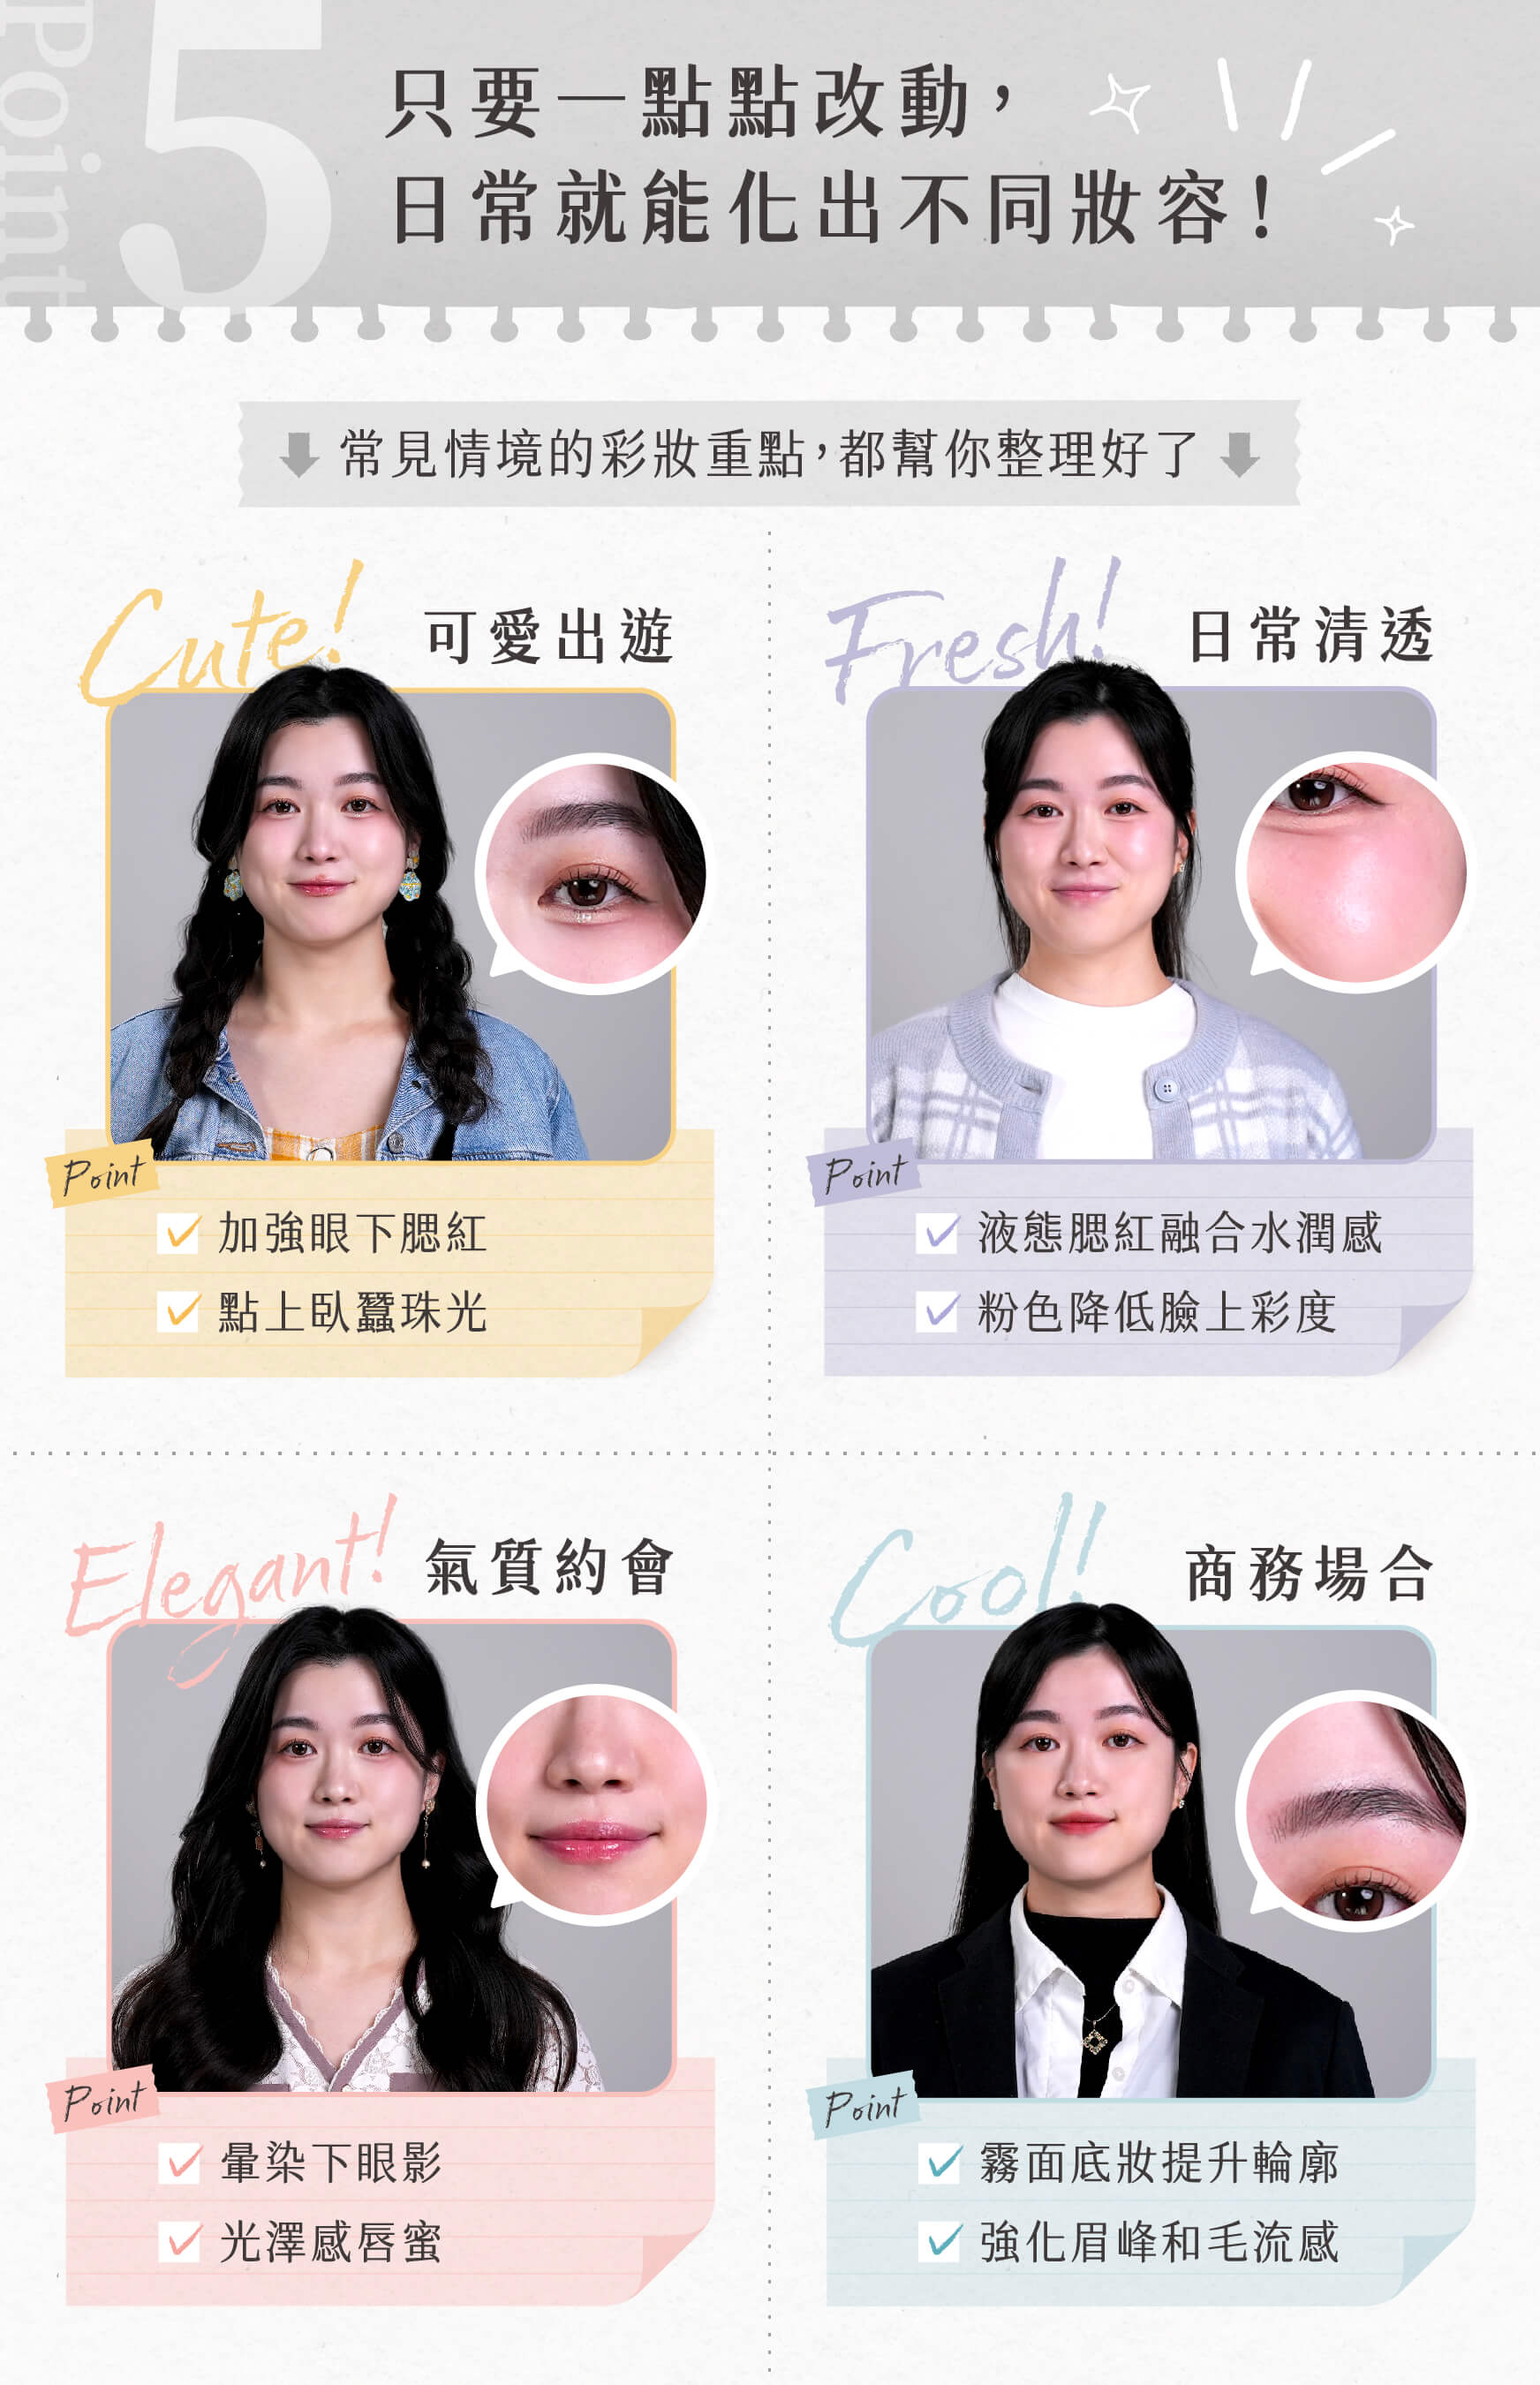 Point 5
只要一點點改動，
日常就能化出不同妝容！
常見情境的彩妝重點，都幫你整理好了
Cute! 可愛出遊
Point
加強眼下腮紅
點上臥蠶珠光
Fresh! 日常清透
Point
液態腮紅融合水潤感
粉色降低臉上彩度
Elegant! 氣質約會
Point
暈染下眼影
光澤感唇蜜
Cool! 商務場合
Point
霧面底妝提升輪廓
強化眉峰和毛流感